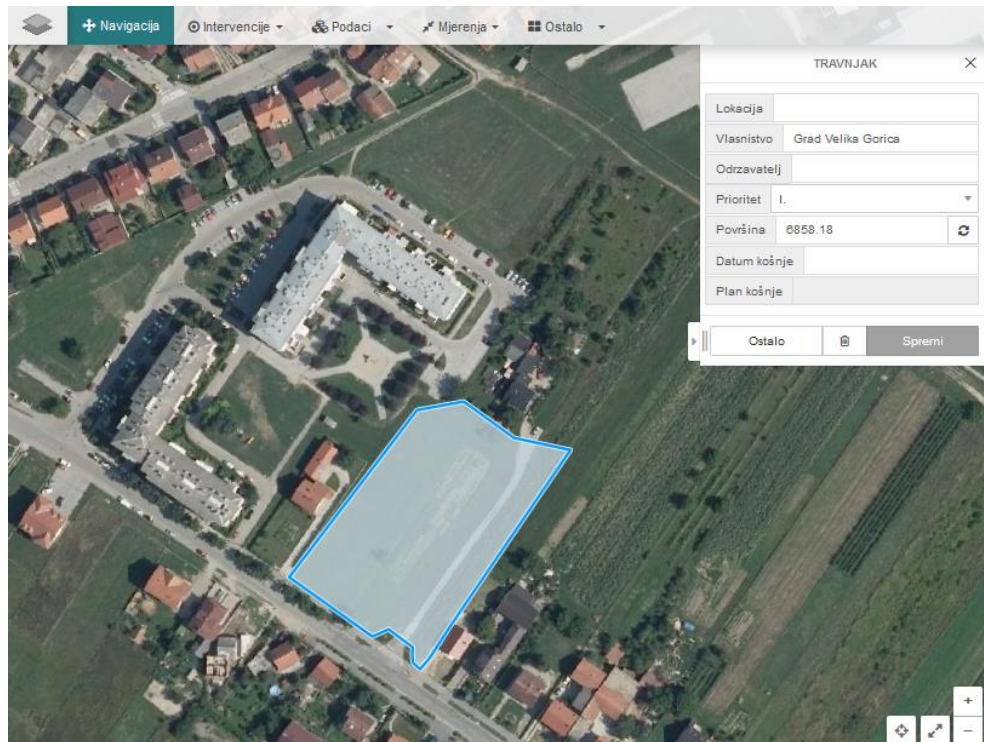 Navigacija Intervencije Podaci Mjerenja Ostalo
TRAVNJAK
Lokacija
Vlasnistvo Grad Velika Gorica
Odrzavatelj
Prioritet I.
Površina 6858.18
Datum košnje
Plan košnje
Ostalo Spremi
+
−